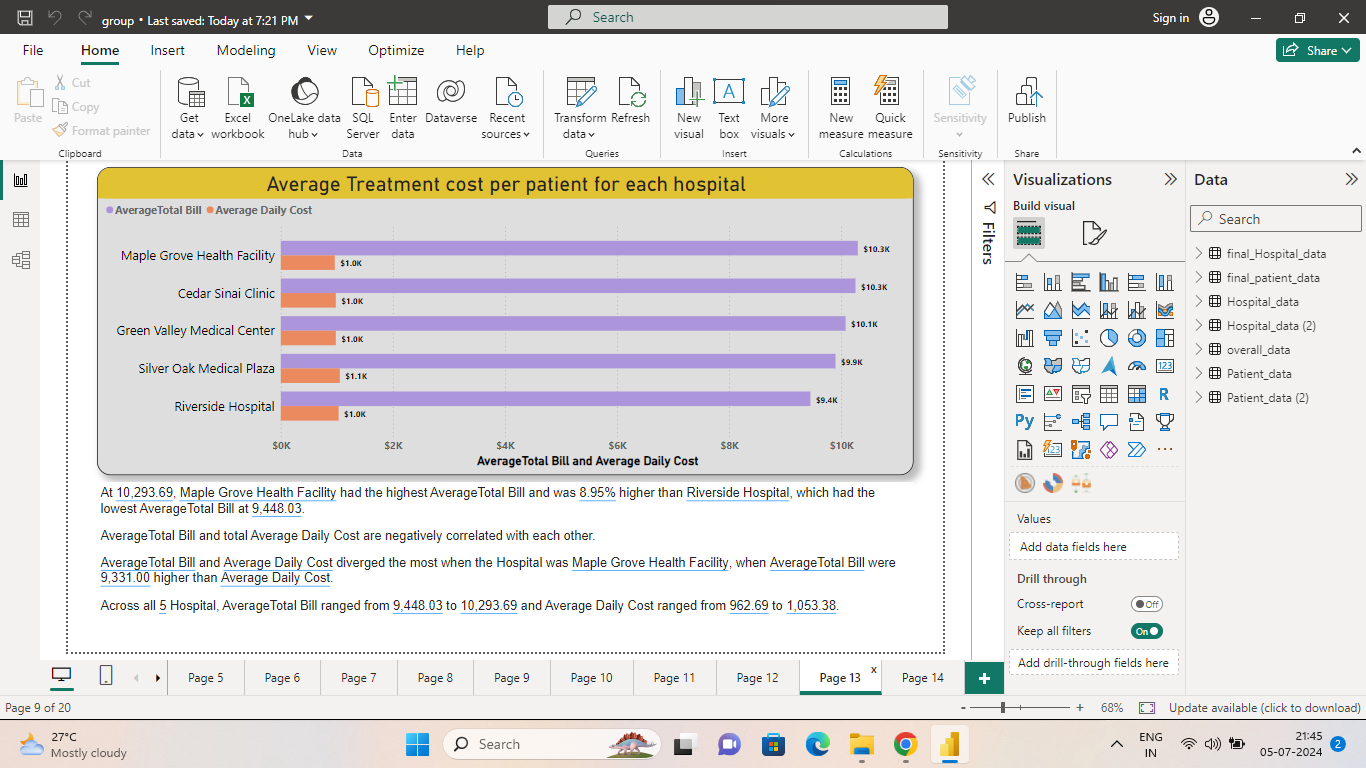 group • Last saved: Today at 7:21 PM
Search
Sign in
File Home Insert Modeling View Optimize Help
Share
Paste
Cut
Copy
Format painter
Get data
Excel workbook
OneLake data hub
SQL Server
Enter data
Dataverse
Recent sources
Transform data
Refresh
New visual
Text box
More visuals
New measure
Quick measure
Sensitivity
Publish
Clipboard
Data
Queries
Insert
Calculations
Sensitivity
Share
Average Treatment cost per patient for each hospital
AverageTotal Bill Average Daily Cost
Maple Grove Health Facility $10.3K
$1.0K
Cedar Sinai Clinic $10.3K
$1.0K
Green Valley Medical Center $10.1K
$1.0K
Silver Oak Medical Plaza $9.9K
$1.1K
Riverside Hospital $9.4K
$1.0K
$0K $2K $4K $6K $8K $10K
AverageTotal Bill and Average Daily Cost
At 10,293.69, Maple Grove Health Facility had the highest AverageTotal Bill and was 8.95% higher than Riverside Hospital, which had the
lowest AverageTotal Bill at 9,448.03.
AverageTotal Bill and total Average Daily Cost are negatively correlated with each other.
AverageTotal Bill and Average Daily Cost diverged the most when the Hospital was Maple Grove Health Facility, when AverageTotal Bill were
9,331.00 higher than Average Daily Cost.
Across all 5 Hospital, AverageTotal Bill ranged from 9,448.03 to 10,293.69 and Average Daily Cost ranged from 962.69 to 1,053.38.
Filters
Visualizations
Build visual
123
R
Py
123
Values
Add data fields here
Drill through
Cross-report Off
Keep all filters On
Add drill-through fields here
Data
Search
final_Hospital_data
final_patient_data
Hospital_data
Hospital_data (2)
overall_data
Patient_data
Patient_data (2)
Page 5 Page 6 Page 7 Page 8 Page 9 Page 10 Page 11 Page 12 Page 13 x Page 14 +
Page 9 of 20
- + 68%
Update available (click to download)
27°C
Mostly cloudy
Search
ENG
IN
21:45
05-07-2024
2